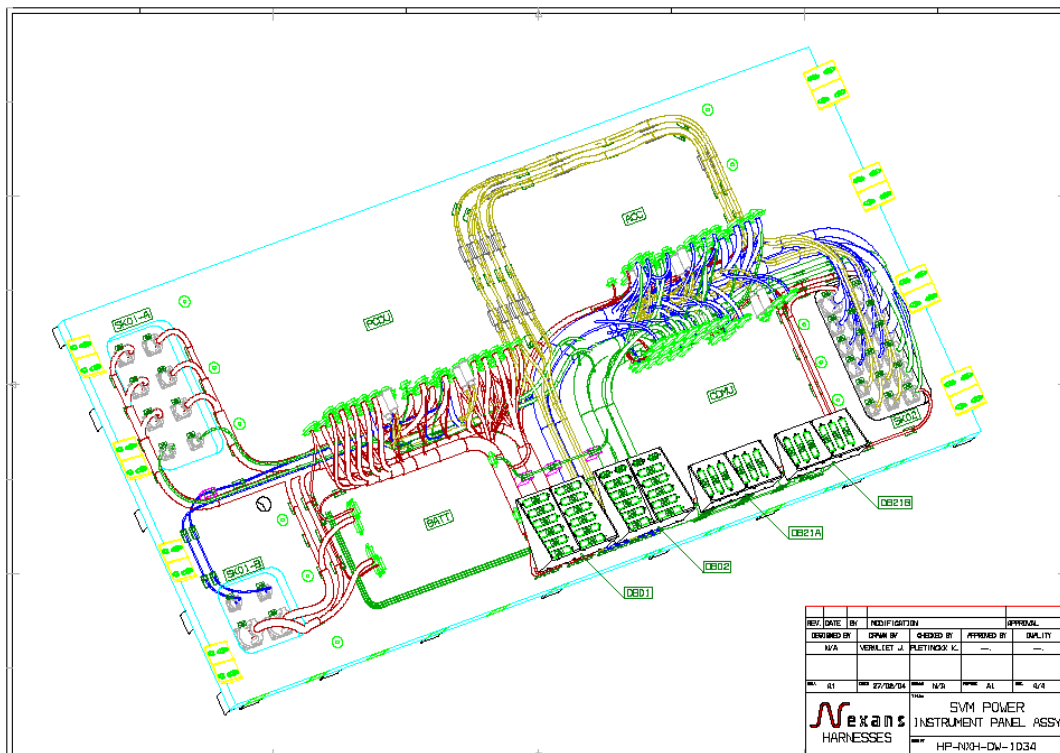 ACC
SK01-A
PCDU
CCMU
SK02
DB21B
BATT
DB21A
SK01-B
DB02
DB01
REV. DATE BY MODIFICATION APPROVAL
DESIGNED BY DRAWN BY CHECKED BY APPROVED BY QUALITY
N/A VERVLIET J. PLETINCKX K. —. —.
A1 27/08/04 N/A A1 4/4
Nexans
HARNESSES
SVM POWER
INSTRUMENT PANEL ASSY
HP-NXH-DW-1034